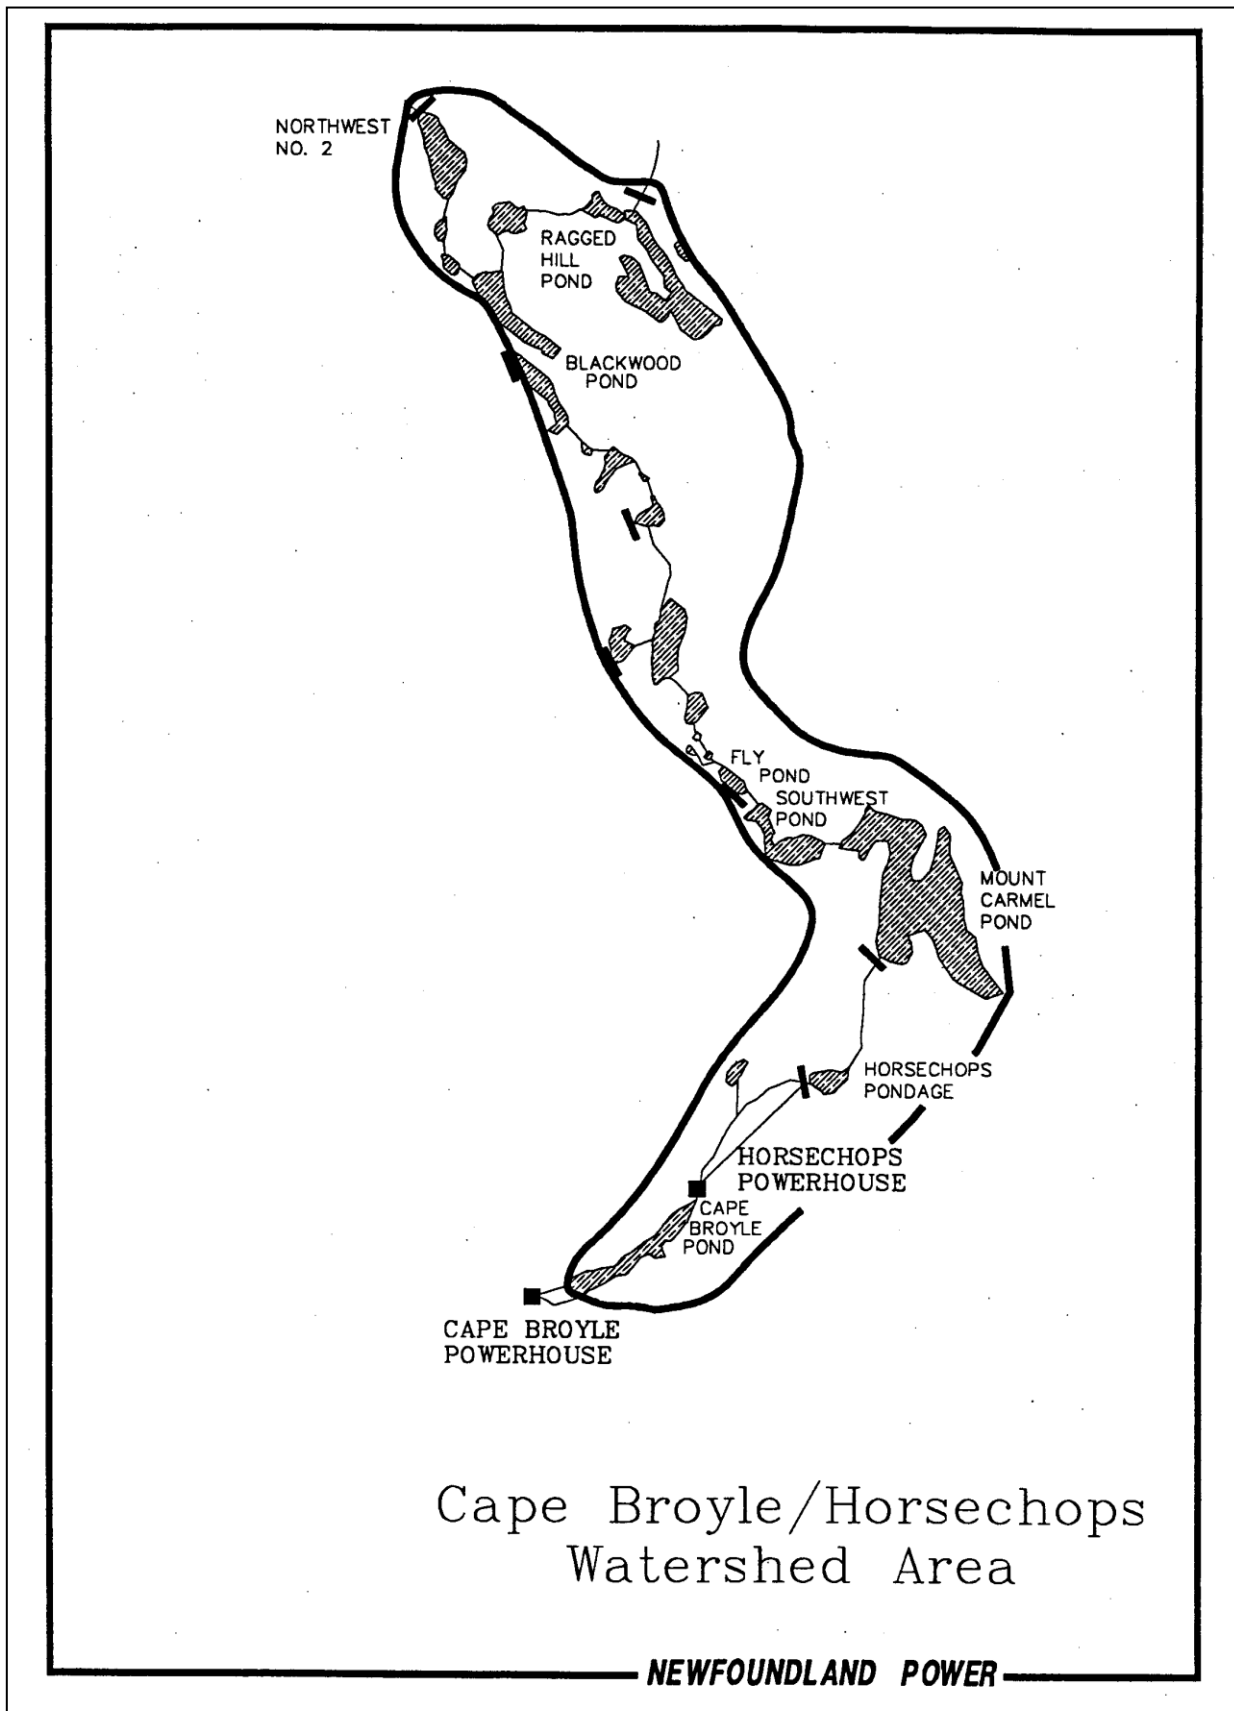 NORTHWEST
NO. 2
RAGGED
HILL
POND
BLACKWOOD
POND
FLY
POND
SOUTHWEST
POND
MOUNT
CARMEL
POND
HORSECHOPS
PONDAGE
HORSECHOPS
POWERHOUSE
CAPE
BROYLE
POND
CAPE BROYLE
POWERHOUSE
Cape Broyle/Horsechops
Watershed Area
NEWFOUNDLAND POWER